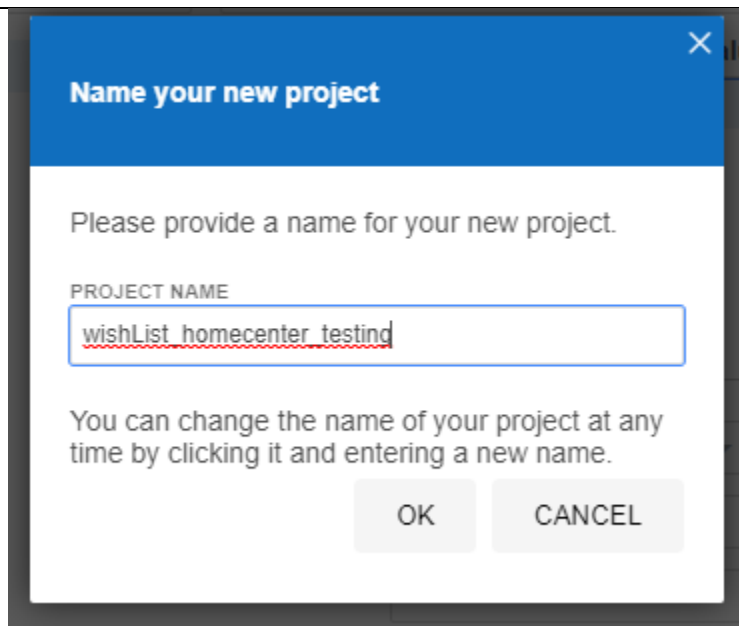 Name your new project
Please provide a name for your new project.
PROJECT NAME
wishList_homecenter_testing
You can change the name of your project at any
time by clicking it and entering a new name.
OK CANCEL